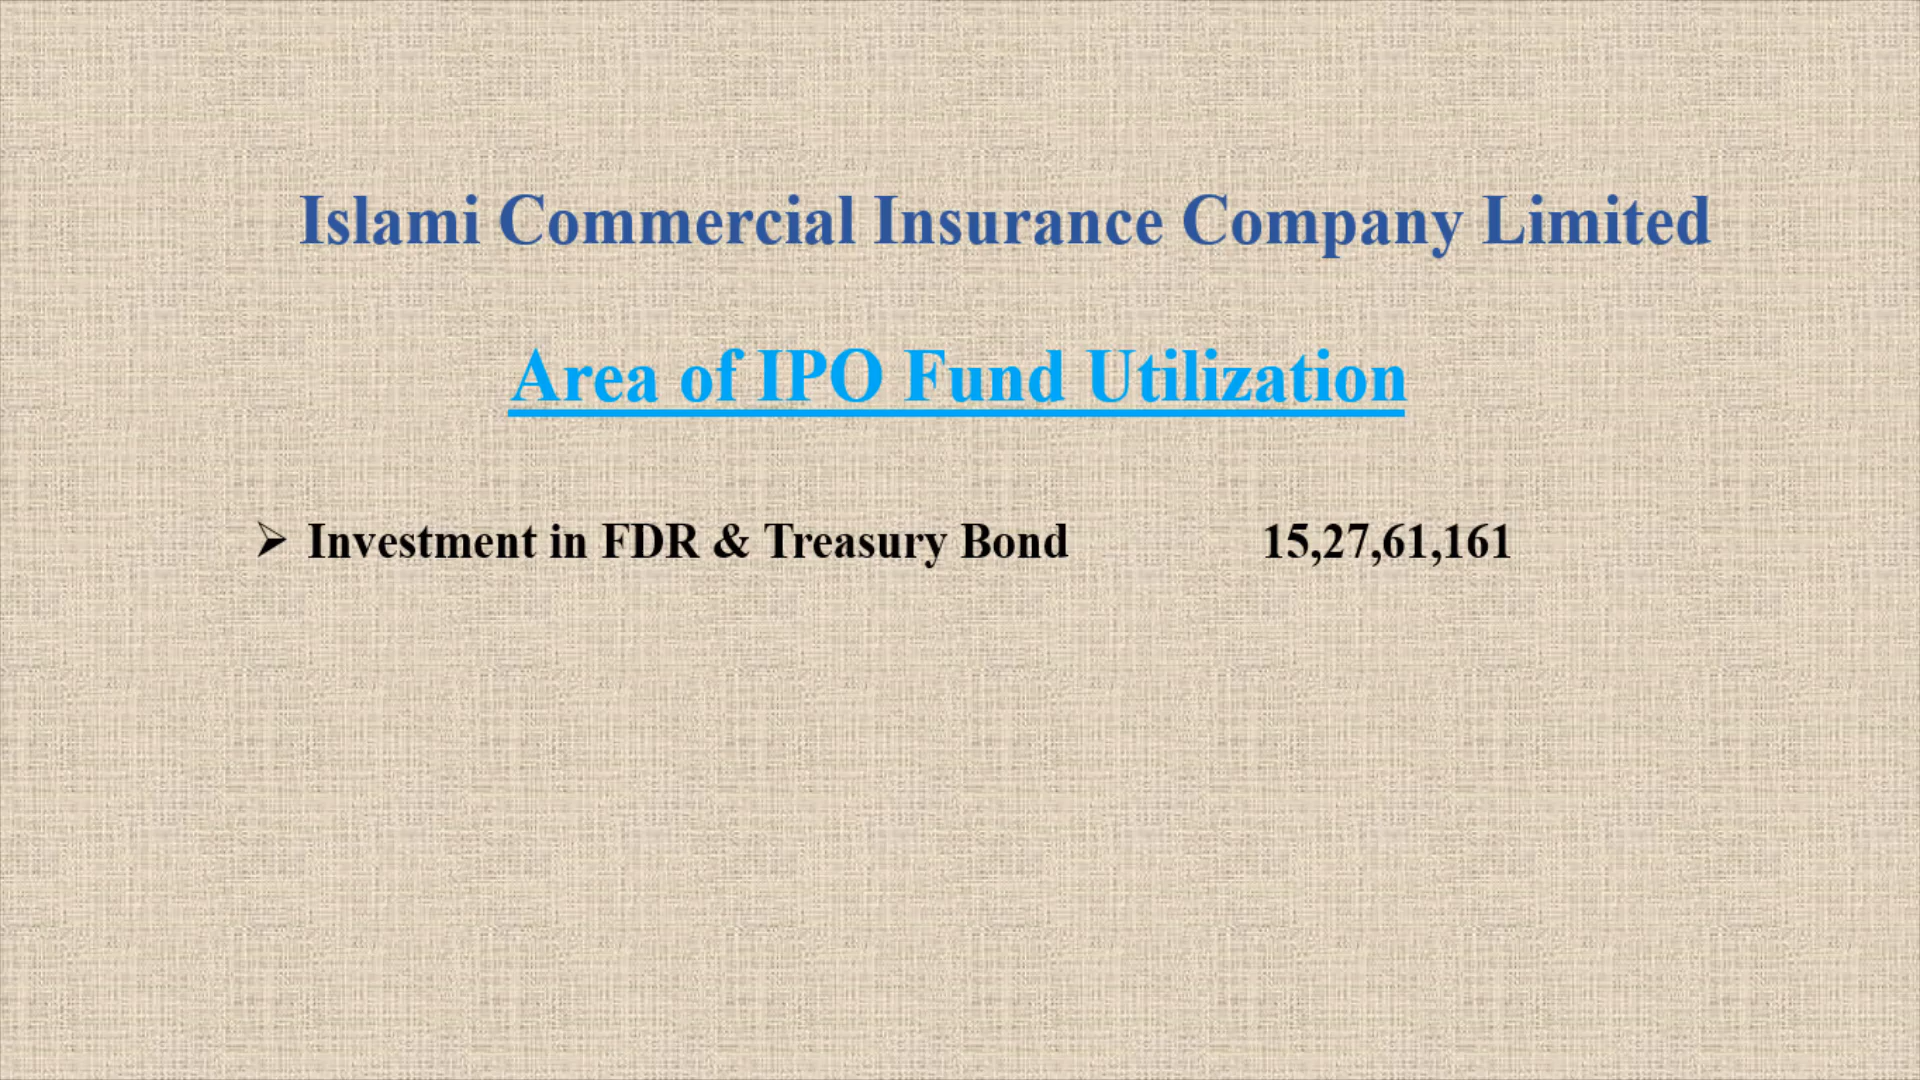 Islami Commercial Insurance Company Limited
Area of IPO Fund Utilization
➢ Investment in FDR & Treasury Bond 15,27,61,161